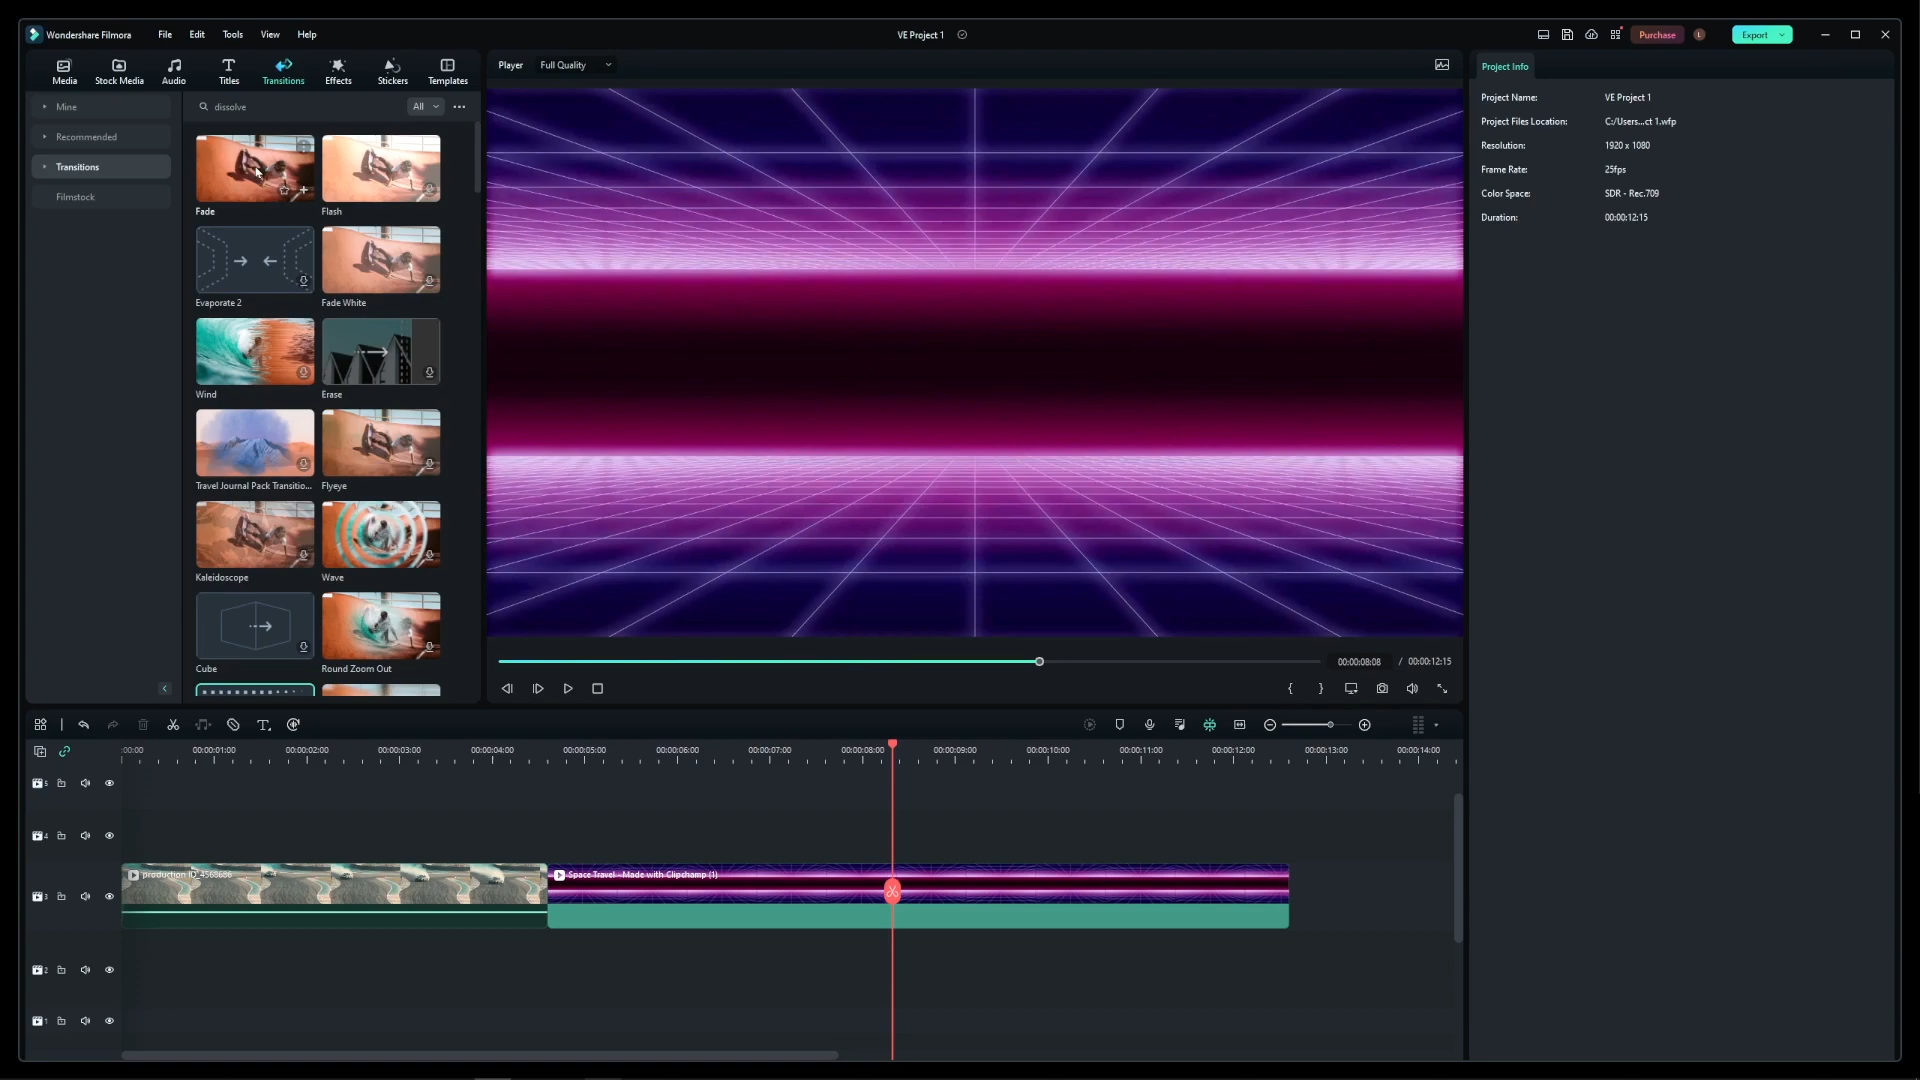 Wondershare Filmora
File
Edit
Tools
View
Help
VE Project 1
Purchase
L
Export
Media
Stock Media
Audio
Titles
Transitions
Effects
Stickers
Templates
Player
Full Quality
Project Info
Mine
Recommended
Transitions
Filmstock
dissolve
All
Fade
Flash
Evaporate 2
Fade White
Wind
Erase
Travel Journal Pack Transitio...
Flyeye
Kaleidoscope
Wave
Cube
Round Zoom Out
Project Name: VE Project 1
Project Files Location: C:/Users...ct 1.wfp
Resolution: 1920 x 1080
Frame Rate: 25fps
Color Space: SDR - Rec.709
Duration: 00:00:12:15
00:00:08:08 / 00:00:12:15
:00:00
00:00:01:00
00:00:02:00
00:00:03:00
00:00:04:00
00:00:05:00
00:00:06:00
00:00:07:00
00:00:08:00
00:00:09:00
00:00:10:00
00:00:11:00
00:00:12:00
00:00:13:00
00:00:14:00
5
4
3
production ID_4568686
Space Travel - Made with Clipchamp (1)
2
1